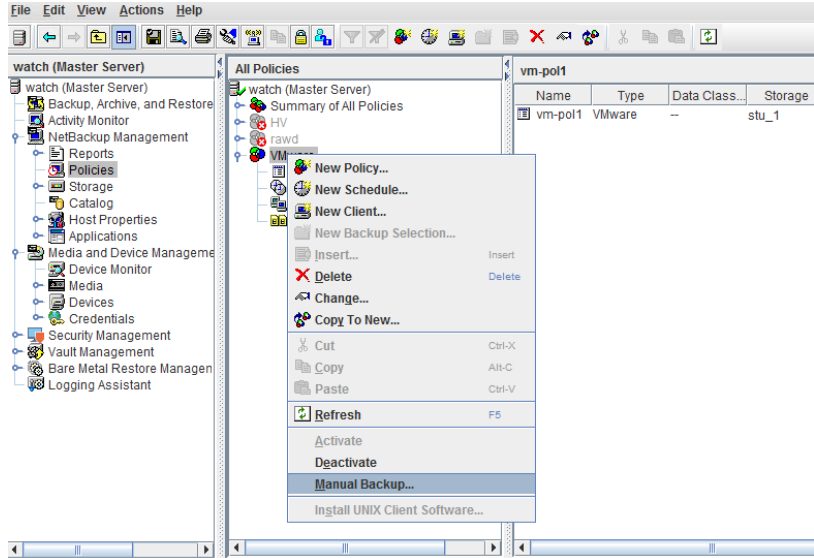 File Edit View Actions Help
watch (Master Server)
watch (Master Server)
Backup, Archive, and Restore
Activity Monitor
NetBackup Management
Reports
Policies
Storage
Catalog
Host Properties
Applications
Media and Device Manageme
Device Monitor
Media
Devices
Credentials
Security Management
Vault Management
Bare Metal Restore Managen
Logging Assistant
All Policies
watch (Master Server)
Summary of All Policies
HV
rawd
VMware
New Policy...
New Schedule...
New Client...
New Backup Selection...
Insert... Insert
Delete Delete
Change...
Copy To New...
Cut Ctrl-X
Copy Alt-C
Paste Ctrl-V
Refresh F5
Activate
Deactivate
Manual Backup...
Install UNIX Client Software...
vm-pol1
Name Type Data Class... Storage
vm-pol1 VMware -- stu_1